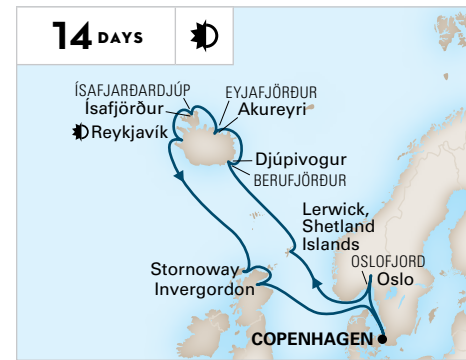 14 DAYS
ÍSAFJARÐARDJÚP
Ísafjörður
EYJAFJÖRÐUR
Akureyri
Reykjavík
Djúpivogur
BERUFJÖRÐUR
Lerwick,
Shetland
Islands
OSLOFJORD
Oslo
Stornoway
Invergordon
COPENHAGEN